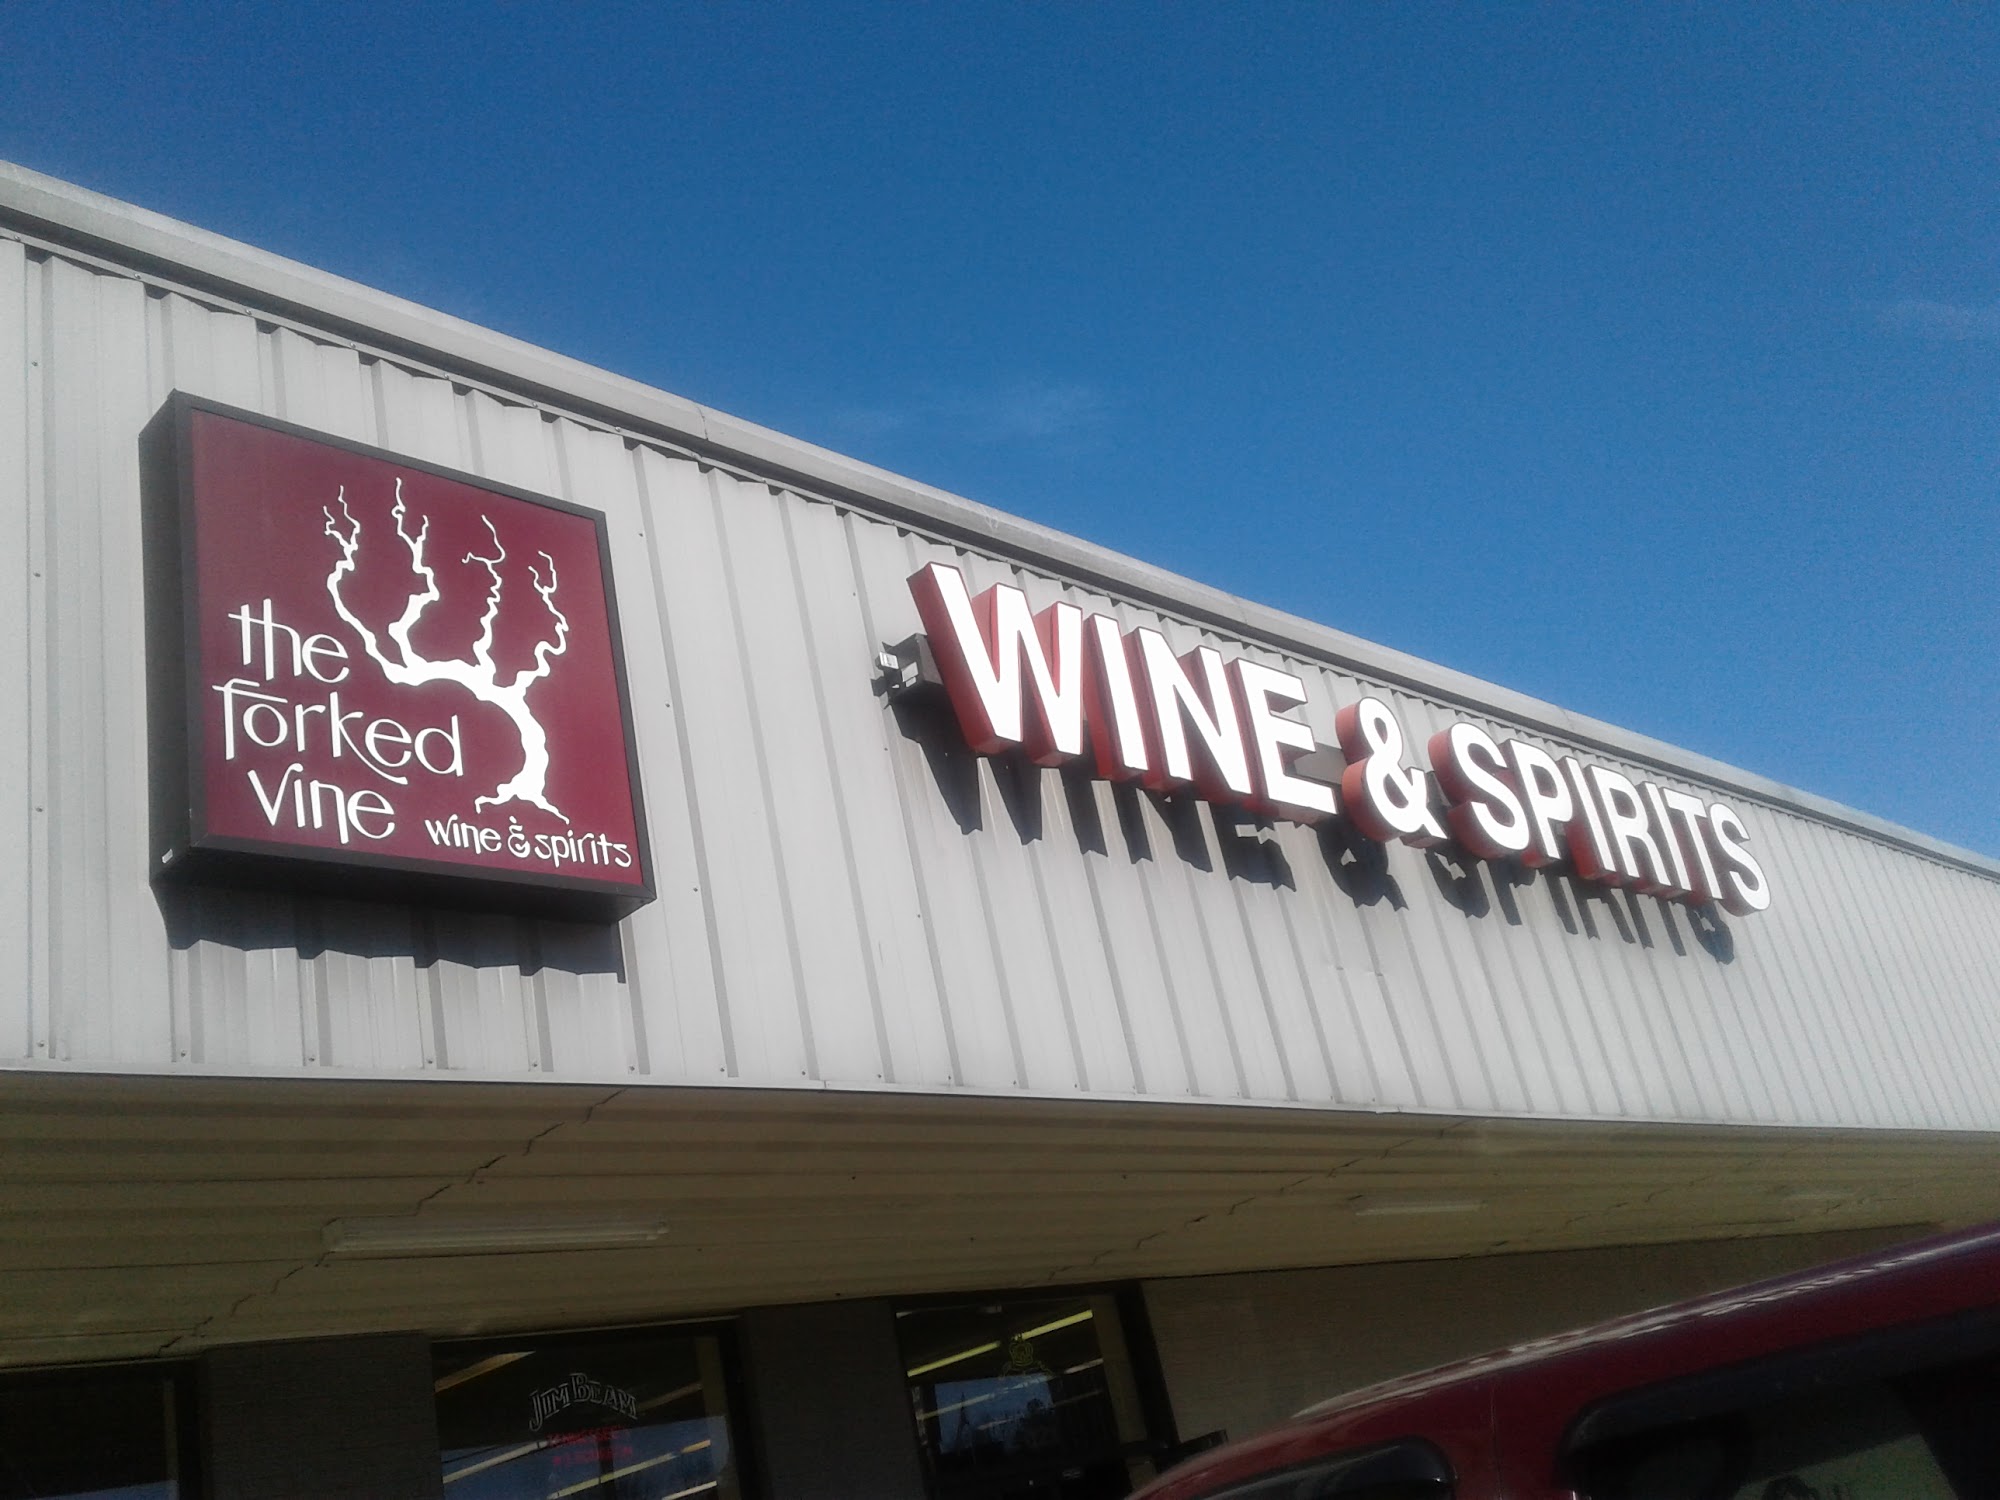 the
forked
vine
wine & spirits
WINE & SPIRITS
JIM BEAM